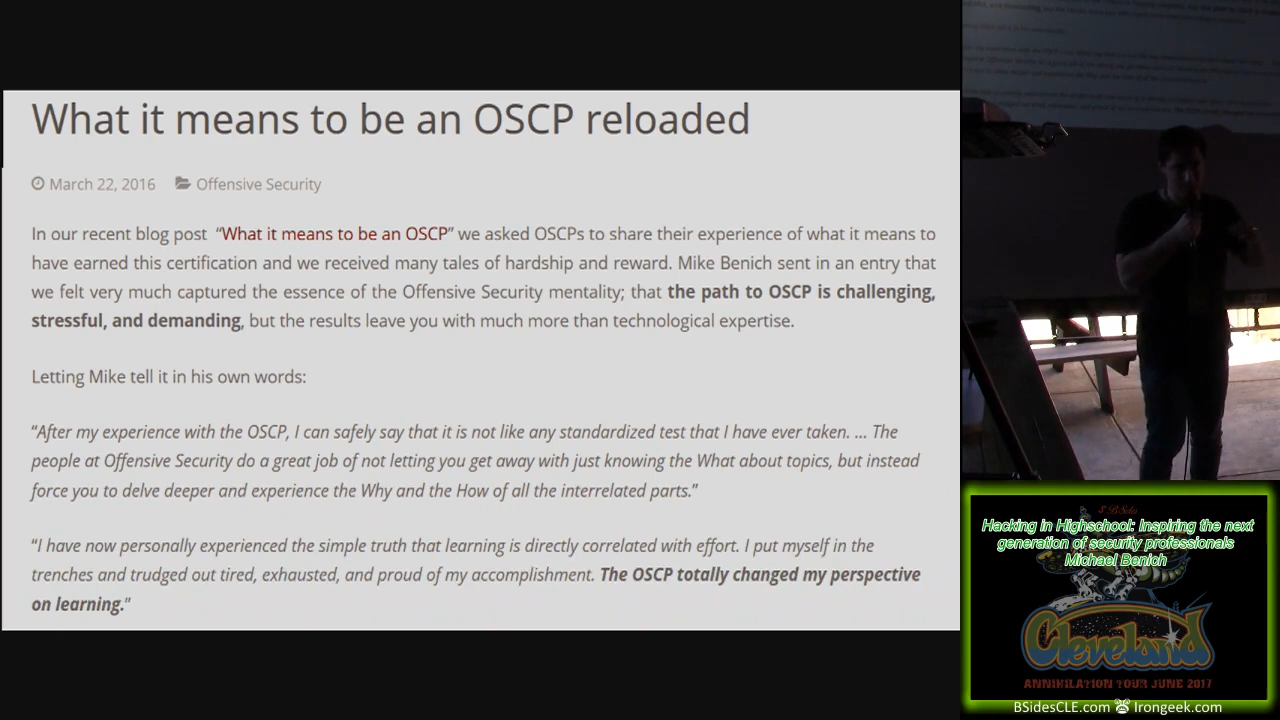 What it means to be an OSCP reloaded
March 22, 2016 Offensive Security
In our recent blog post “What it means to be an OSCP” we asked OSCPs to share their experience of what it means to
have earned this certification and we received many tales of hardship and reward. Mike Benich sent in an entry that
we felt very much captured the essence of the Offensive Security mentality; that the path to OSCP is challenging,
stressful, and demanding, but the results leave you with much more than technological expertise.
Letting Mike tell it in his own words:
“After my experience with the OSCP, I can safely say that it is not like any standardized test that I have ever taken. ... The
people at Offensive Security do a great job of not letting you get away with just knowing the What about topics, but instead
force you to delve deeper and experience the Why and the How of all the interrelated parts.”
“I have now personally experienced the simple truth that learning is directly correlated with effort. I put myself in the
trenches and trudged out tired, exhausted, and proud of my accomplishment. The OSCP totally changed my perspective
on learning.”
BSides
Hacking in Highschool: Inspiring the next
generation of security professionals
Michael Benich
Cleveland
ANNIHILATION TOUR JUNE 2017
BSidesCLE.com Irongeek.com